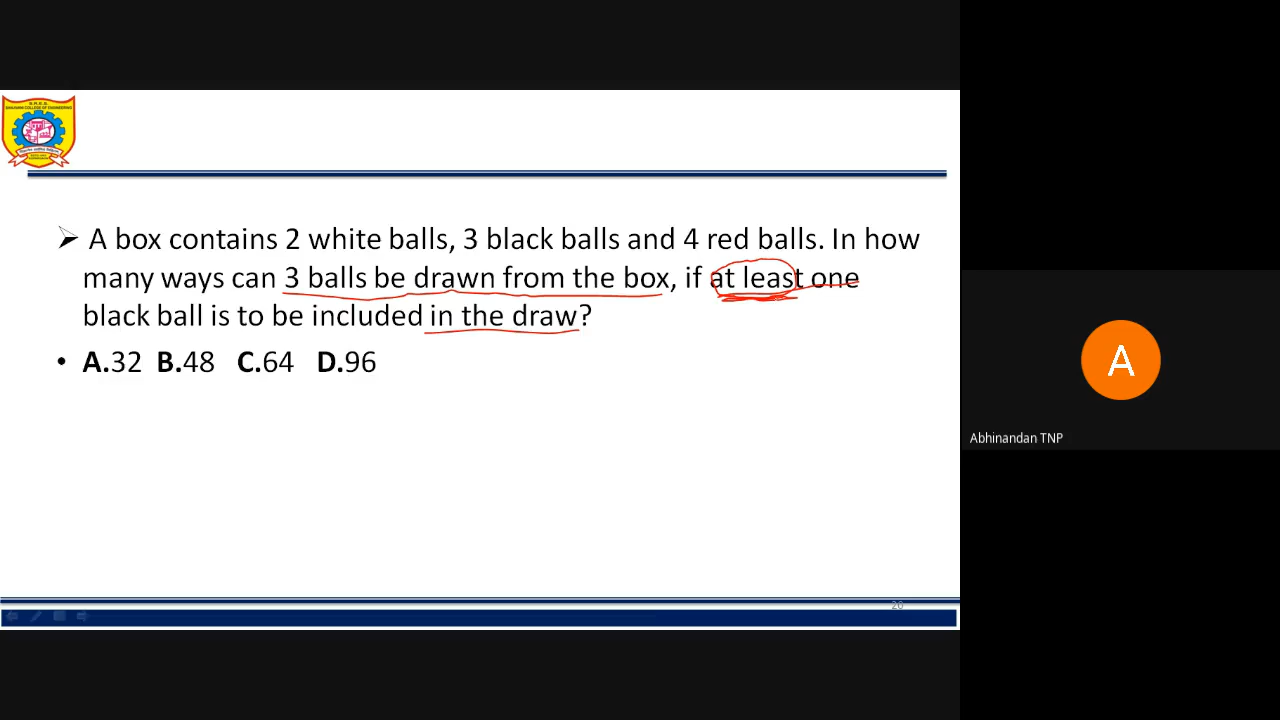 ➢ A box contains 2 white balls, 3 black balls and 4 red balls. In how
many ways can 3 balls be drawn from the box, if at least one
black ball is to be included in the draw?
• A.32 B.48 C.64 D.96
A
Abhinandan TNP
20